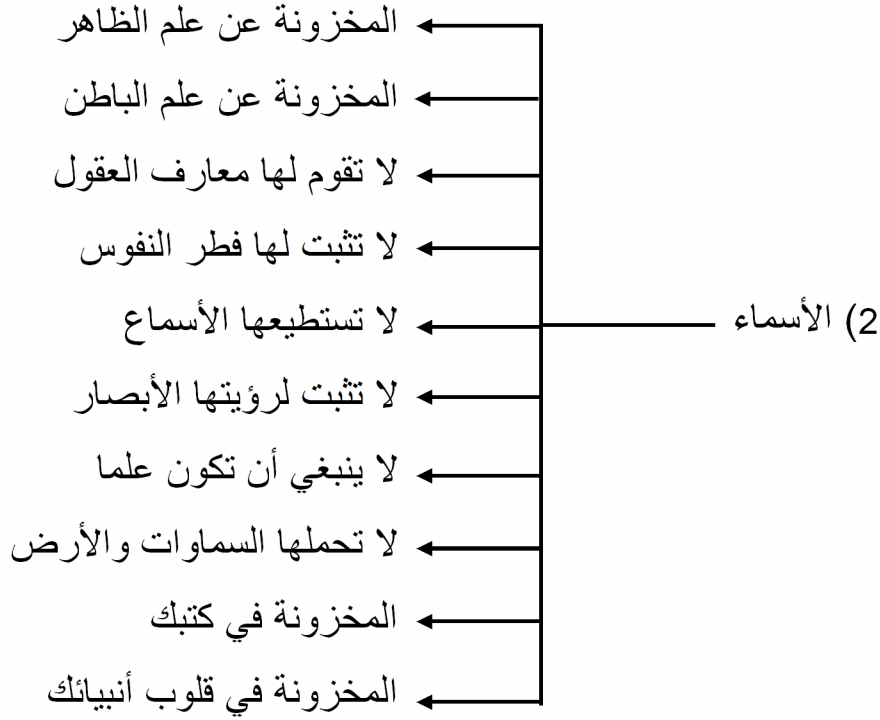 2) الأسماء
المخزونة عن علم الظاهر
المخزونة عن علم الباطن
لا تقوم لها معارف العقول
لا تثبت لها فطر النفوس
لا تستطيعها الأسماع
لا تثبت لرؤيتها الأبصار
لا ينبغي أن تكون علما
لا تحملها السماوات والأرض
المخزونة في كتبك
المخزونة في قلوب أنبيائك